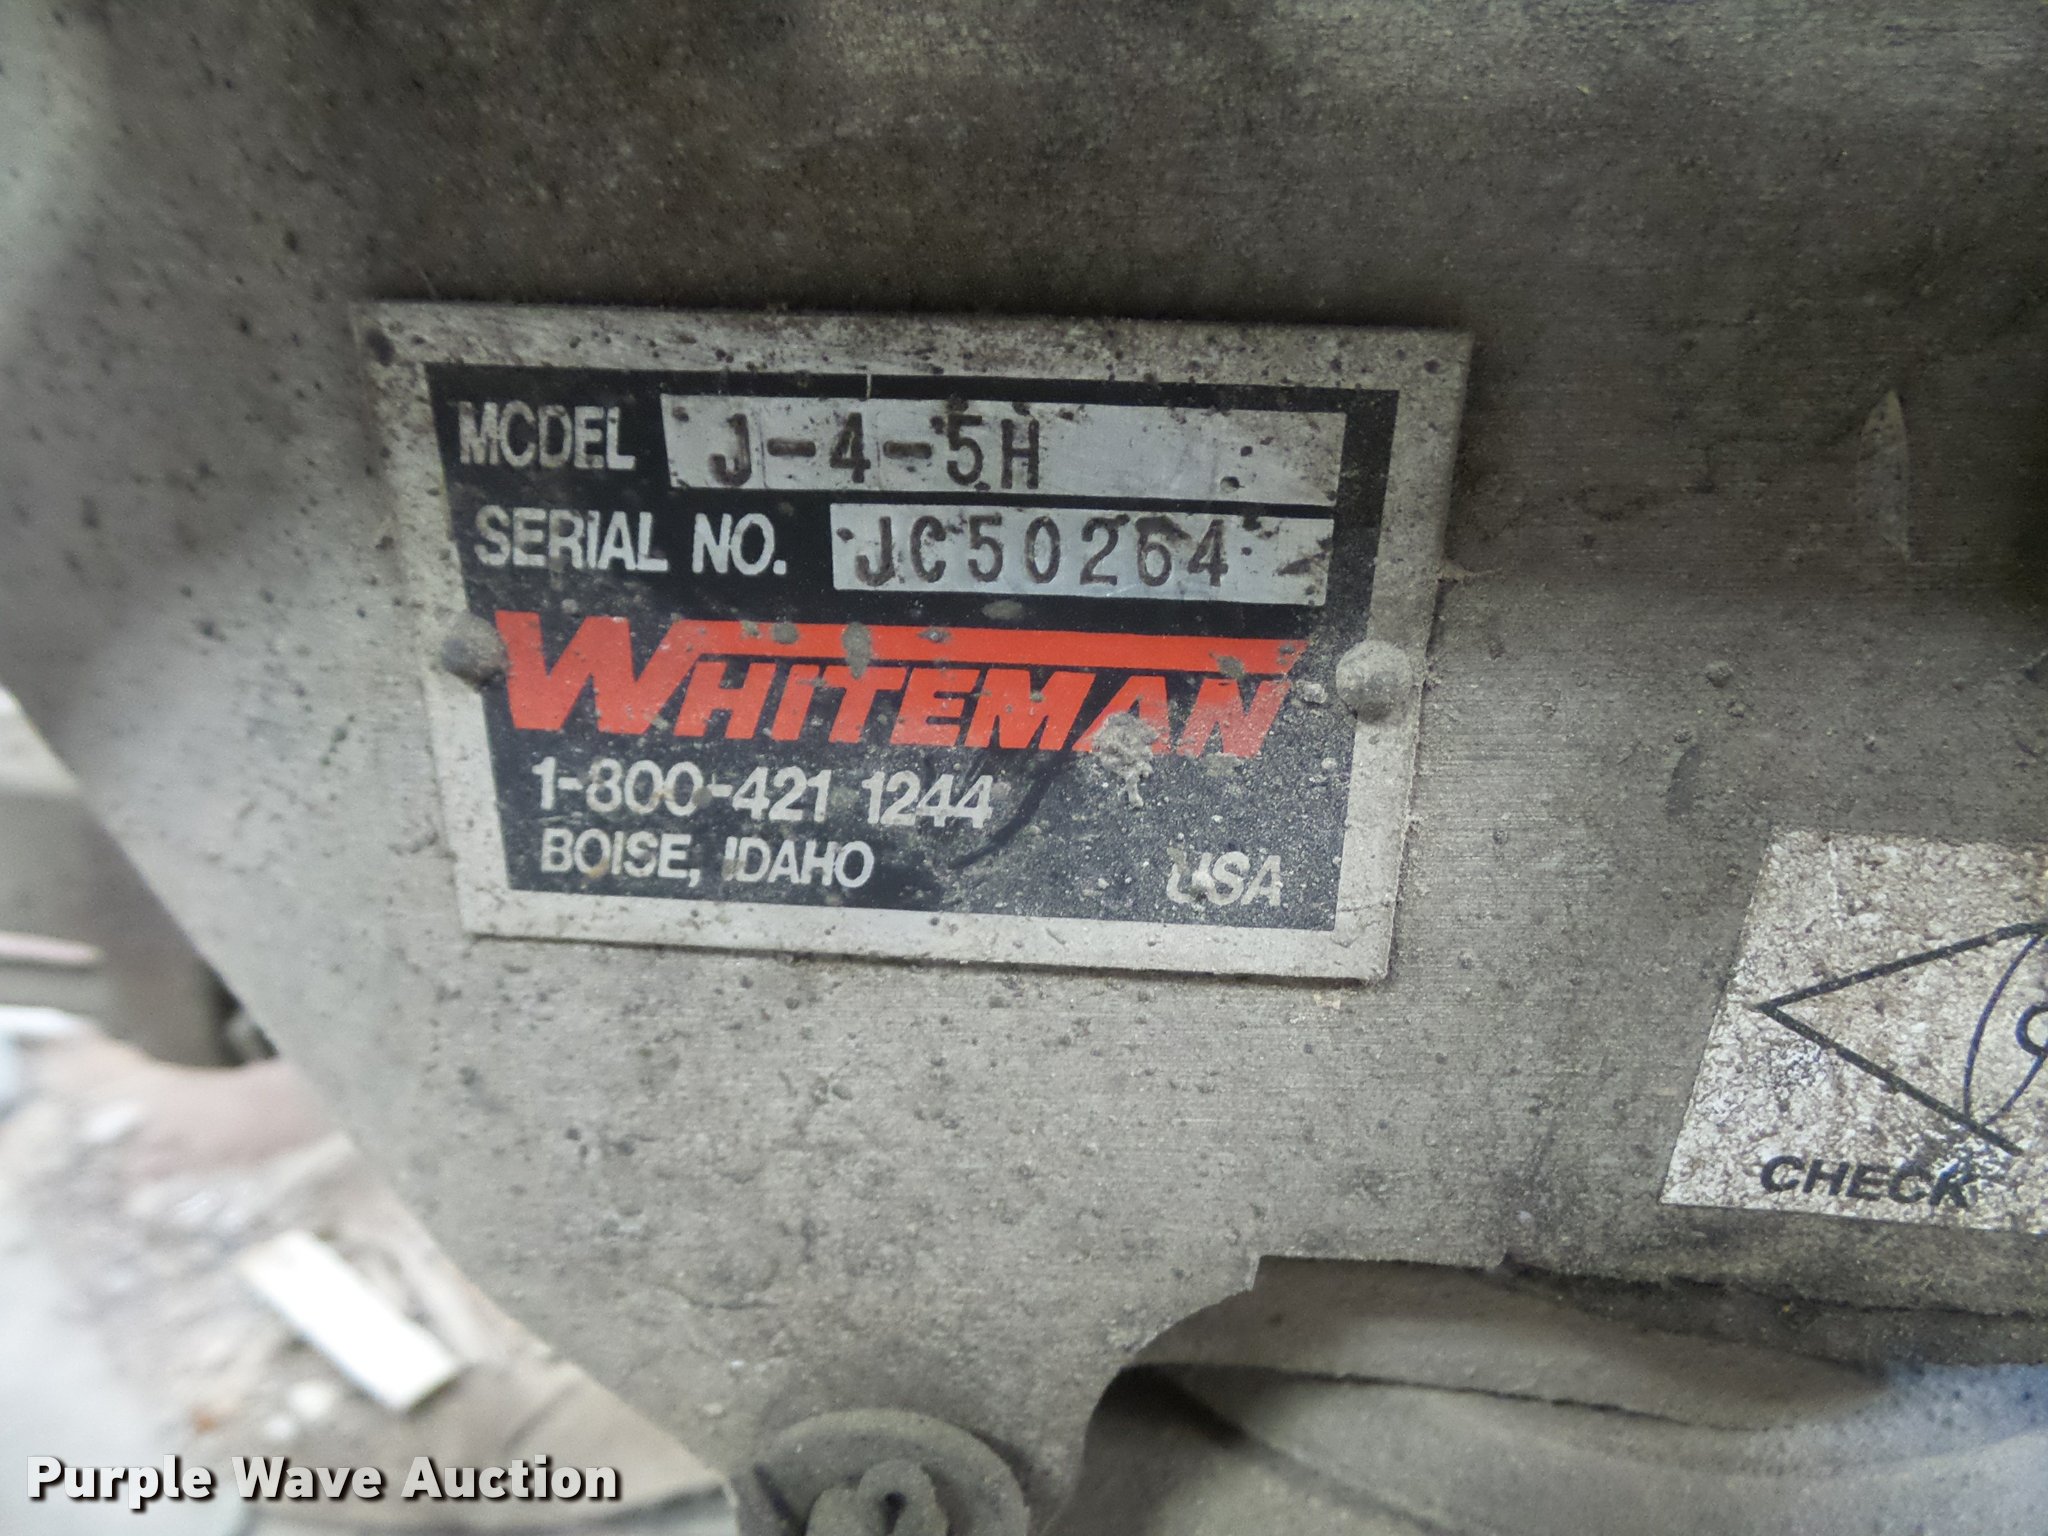 MODEL J-4-5H
SERIAL NO. JC50264
WHITEMAN
1-800-421 1244
BOISE, IDAHO USA
CHECK
Purple Wave Auction